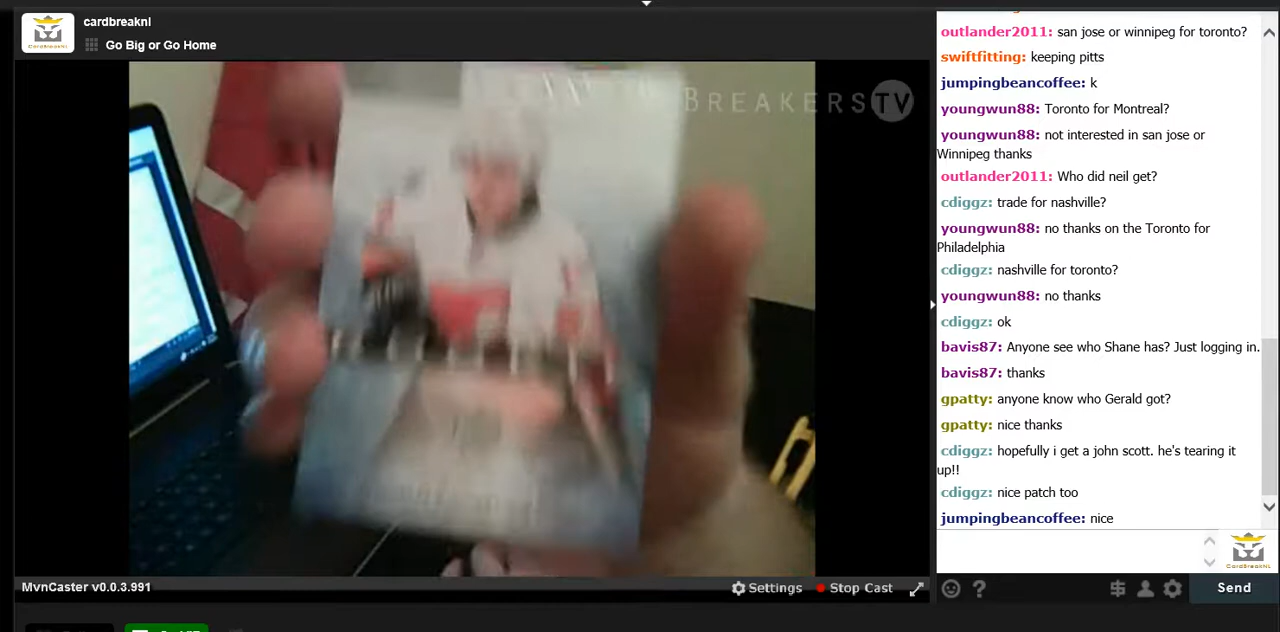 cardbreaknl
Go Big or Go Home
BREAKERSTV
outlander2011: san jose or winnipeg for toronto?
swiftfitting: keeping pitts
jumpingbeancoffee: k
youngwun88: Toronto for Montreal?
youngwun88: not interested in san jose or
Winnipeg thanks
outlander2011: Who did neil get?
cdiggz: trade for nashville?
youngwun88: no thanks on the Toronto for
Philadelphia
cdiggz: nashville for toronto?
youngwun88: no thanks
cdiggz: ok
bavis87: Anyone see who Shane has? Just logging in.
bavis87: thanks
gpatty: anyone know who Gerald got?
gpatty: nice thanks
cdiggz: hopefully i get a john scott. he's tearing it
up!!
cdiggz: nice patch too
jumpingbeancoffee: nice
CardBreakNL
MvnCaster v0.0.3.991
Settings
Stop Cast
?
Send